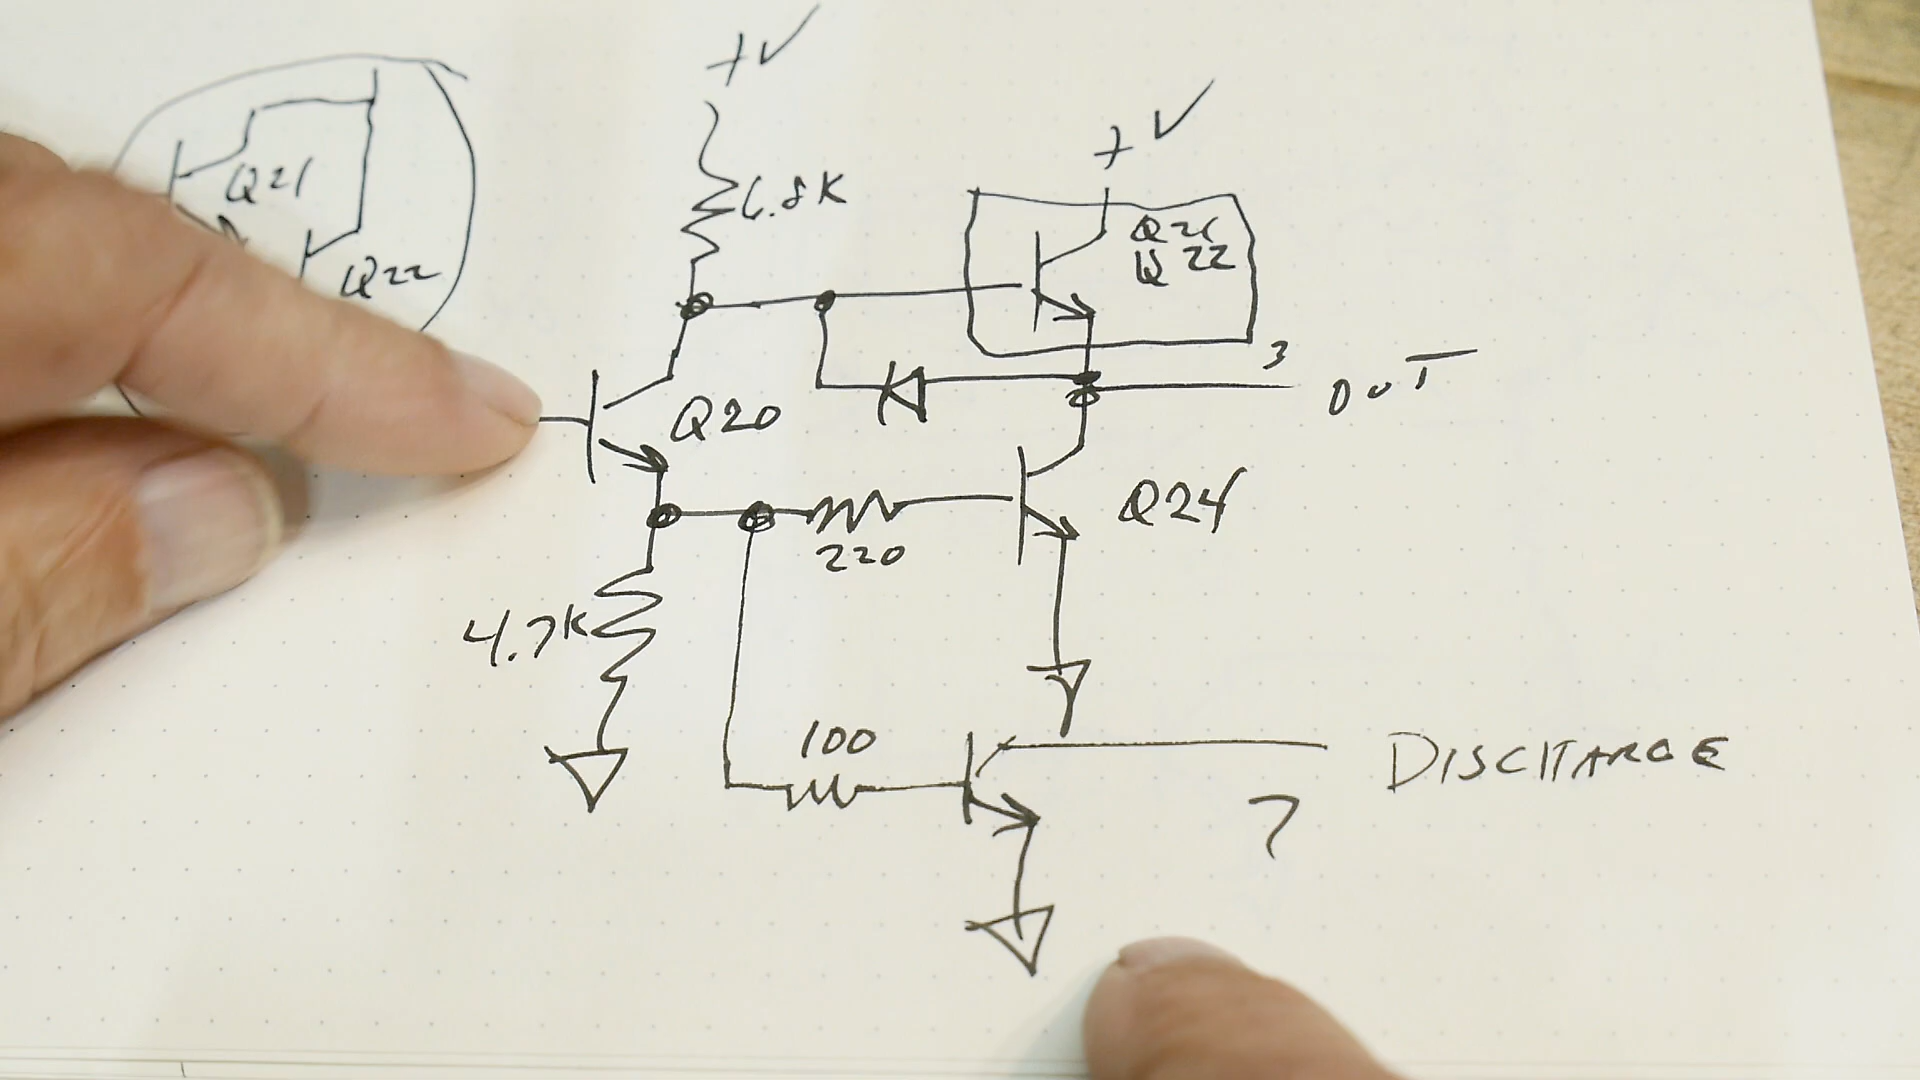 +V
+V
Q21
6.8K
Q21
Q22
Q22
3
OUT
Q20
Q24
220
4.7K
100
DISCHARGE
7